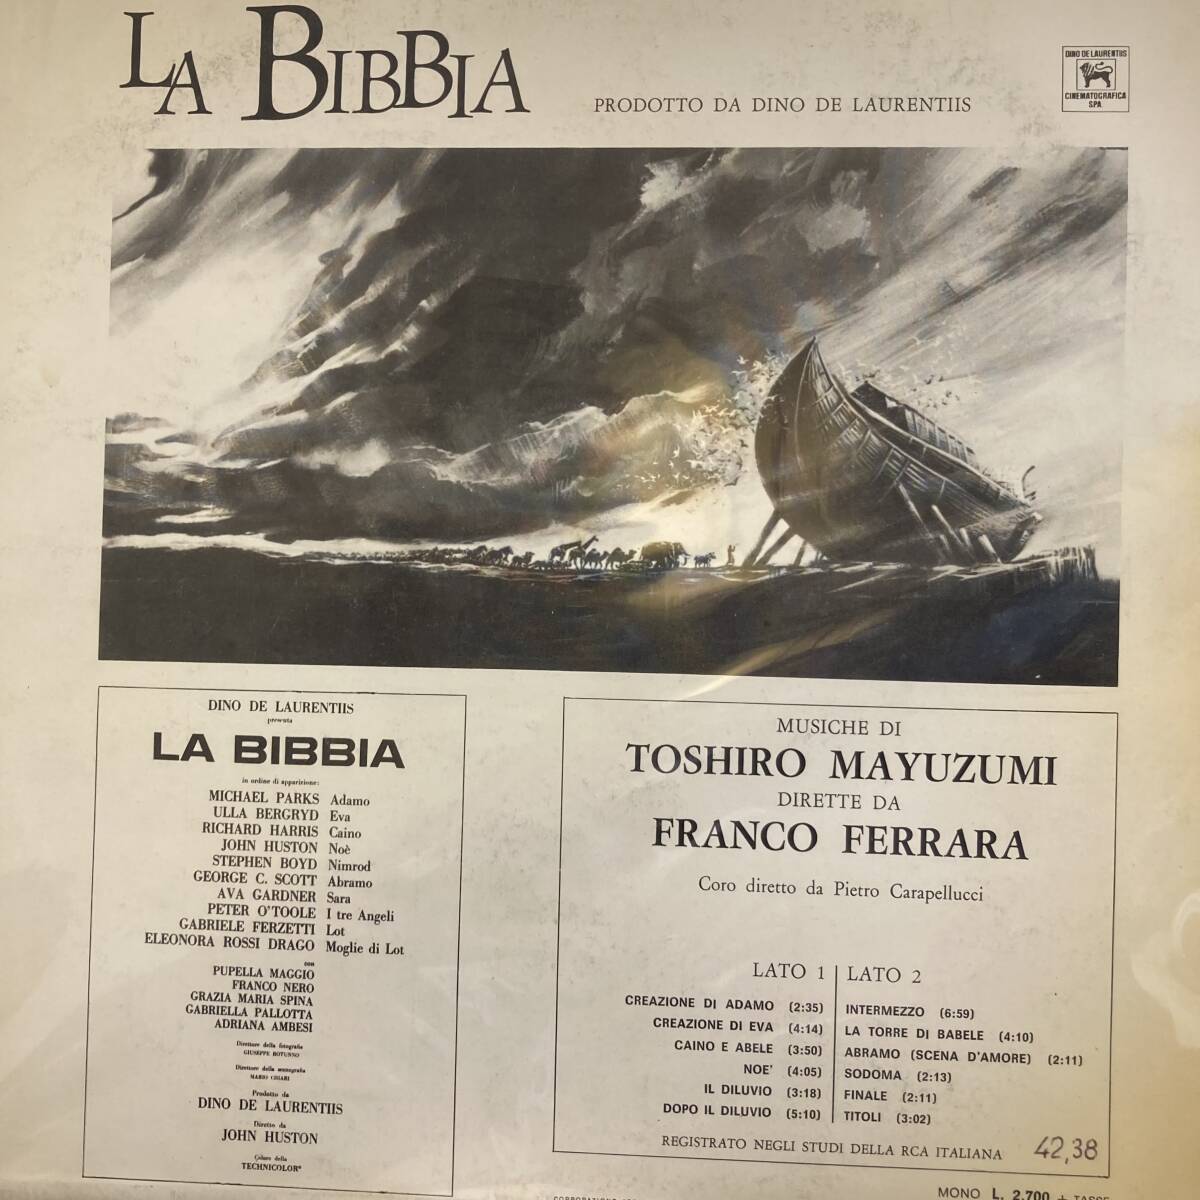 LA BIBBIA
PRODOTTO DA DINO DE LAURENTIIS
DINO DE LAURENTIIS
CINEMATOGRAFICA
SPA
DINO DE LAURENTIIS
presenta
LA BIBBIA
in ordine di apparizione:
MICHAEL PARKS Adamo
ULLA BERGRYD Eva
RICHARD HARRIS Caino
JOHN HUSTON Noè
STEPHEN BOYD Nimrod
GEORGE C. SCOTT Abramo
AVA GARDNER Sara
PETER O'TOOLE I tre Angeli
GABRIELE FERZETTI Lot
ELEONORA ROSSI DRAGO Moglie di Lot
con
PUPELLA MAGGIO
FRANCO NERO
GRAZIA MARIA SPINA
GABRIELLA PALLOTTA
ADRIANA AMBESI
Direttore della fotografia
GIUSEPPE ROTUNNO
Direttore della scenografia
MARIO CHIARI
Prodotto da
DINO DE LAURENTIIS
Diretto da
JOHN HUSTON
Colore della
TECHNICOLOR®
MUSICHE DI
TOSHIRO MAYUZUMI
DIRETTE DA
FRANCO FERRARA
Coro diretto da Pietro Carapellucci
LATO 1
CREAZIONE DI ADAMO (2:35)
CREAZIONE DI EVA (4:14)
CAINO E ABELE (3:50)
NOE' (4:05)
IL DILUVIO (3:18)
DOPO IL DILUVIO (5:10)
LATO 2
INTERMEZZO (6:59)
LA TORRE DI BABELE (4:10)
ABRAMO (SCENA D'AMORE) (2:11)
SODOMA (2:13)
FINALE (2:11)
TITOLI (3:02)
REGISTRATO NEGLI STUDI DELLA RCA ITALIANA
42,38
MONO L. 2.700 + TASSE